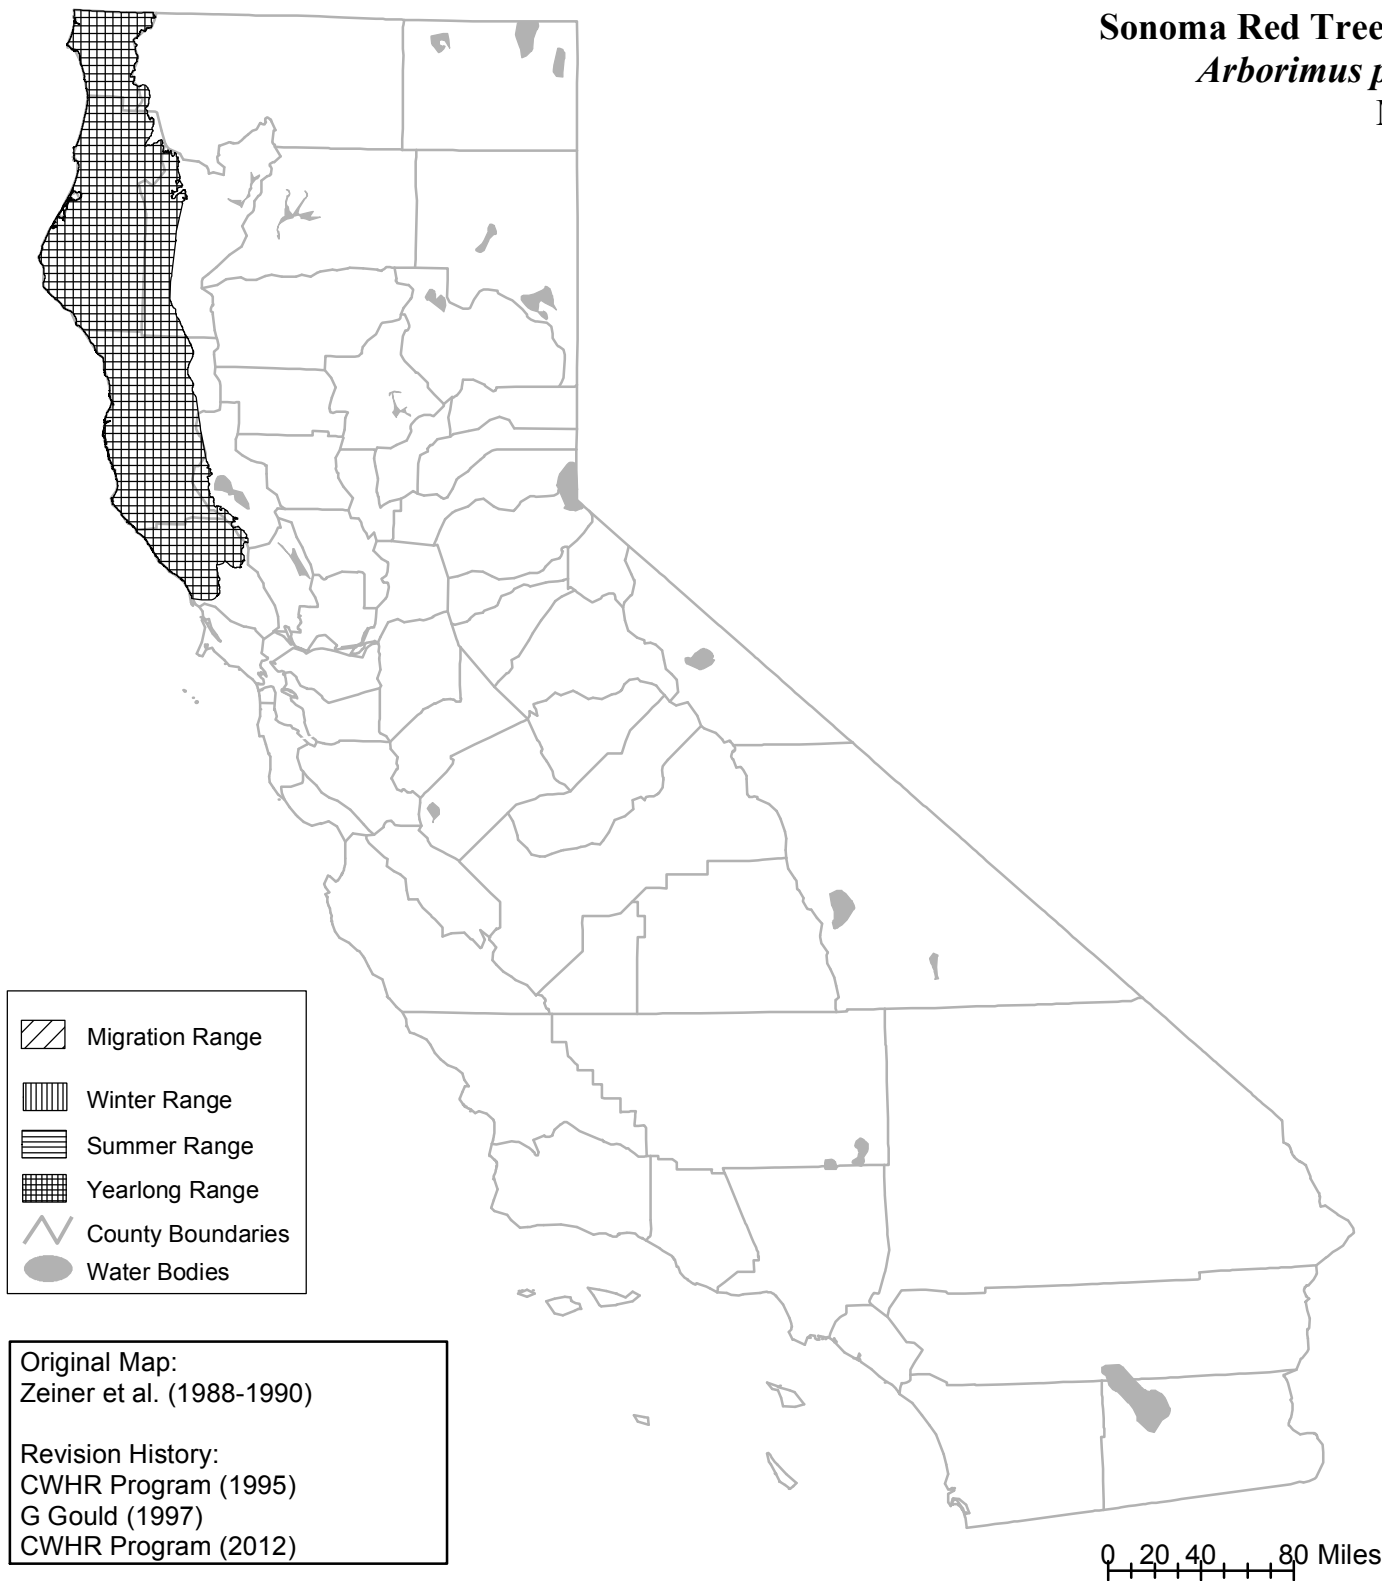 Sonoma Red Tree
Arborimus
Migration Range
Winter Range
Summer Range
Yearlong Range
County Boundaries
Water Bodies
Original Map:
Zeiner et al. (1988-1990)
Revision History:
CWHR Program (1995)
G Gould (1997)
CWHR Program (2012)
0 20 40 80 Miles